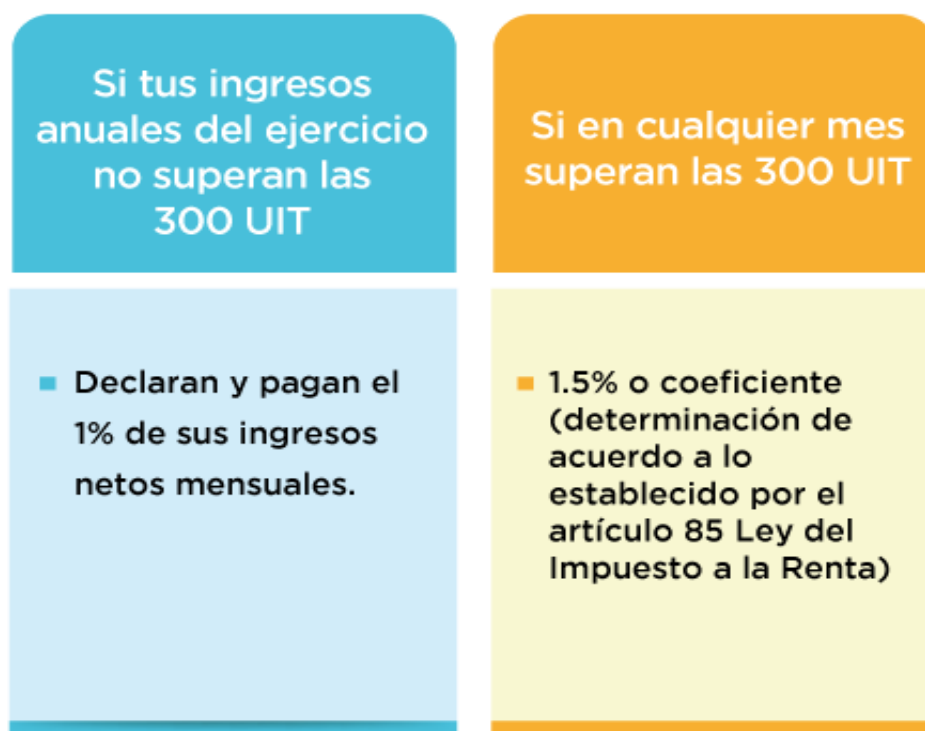 Si tus ingresos
anuales del ejercicio
no superan las
300 UIT
Declaran y pagan el
1% de sus ingresos
netos mensuales.
Si en cualquier mes
superan las 300 UIT
1.5% o coeficiente
(determinación de
acuerdo a lo
establecido por el
artículo 85 Ley del
Impuesto a la Renta)